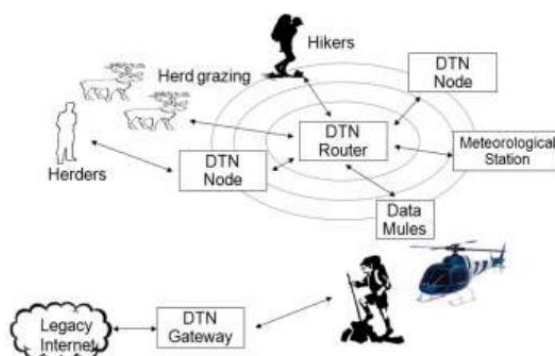 Hikers
DTN
Node
Herd grazing
DTN
Router
Meteorological
Station
Herders
DTN
Node
Data
Mules
Legacy
Internet
DTN
Gateway